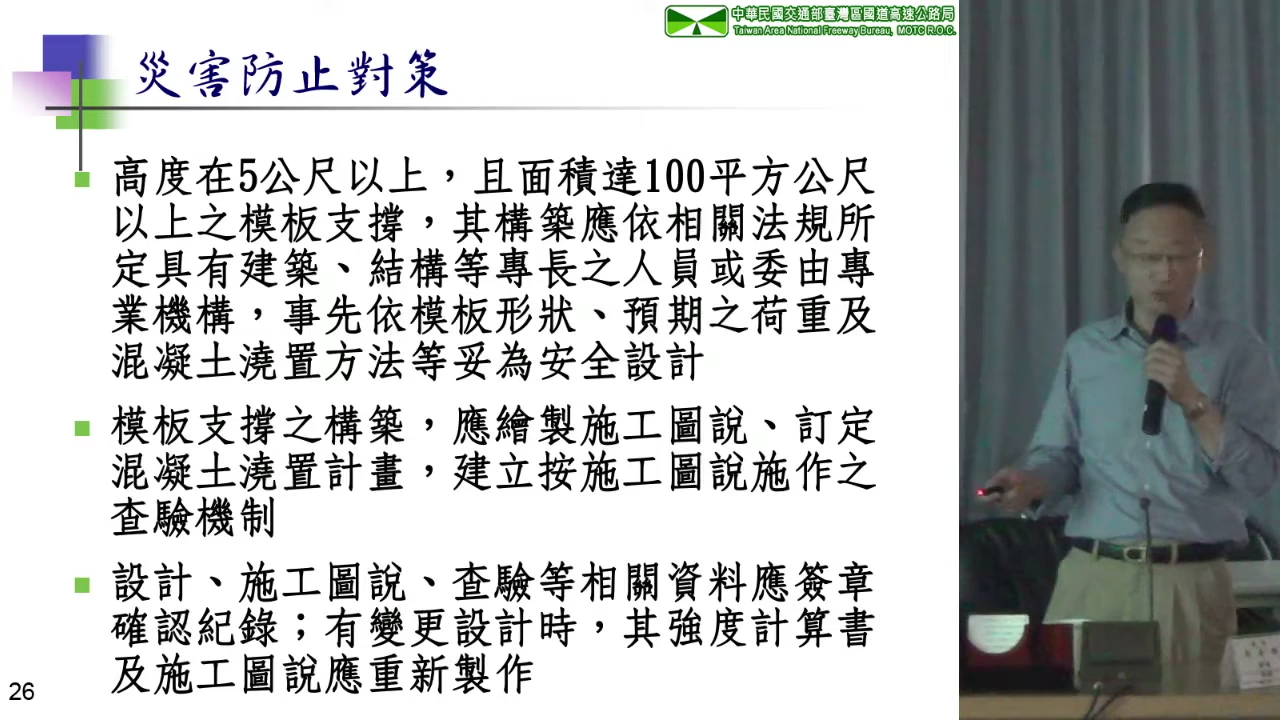 中華民國交通部臺灣區國道高速公路局
Taiwan Area National Freeway Bureau, MOTC R.O.C.
災害防止對策
高度在5公尺以上，且面積達100平方公尺
以上之模板支撐，其構築應依相關法規所
定具有建築、結構等專長之人員或委由專
業機構，事先依模板形狀、預期之荷重及
混凝土澆置方法等妥為安全設計
模板支撐之構築，應繪製施工圖說、訂定
混凝土澆置計畫，建立按施工圖說施作之
查驗機制
設計、施工圖說、查驗等相關資料應簽章
確認紀錄；有變更設計時，其強度計算書
及施工圖說應重新製作
26